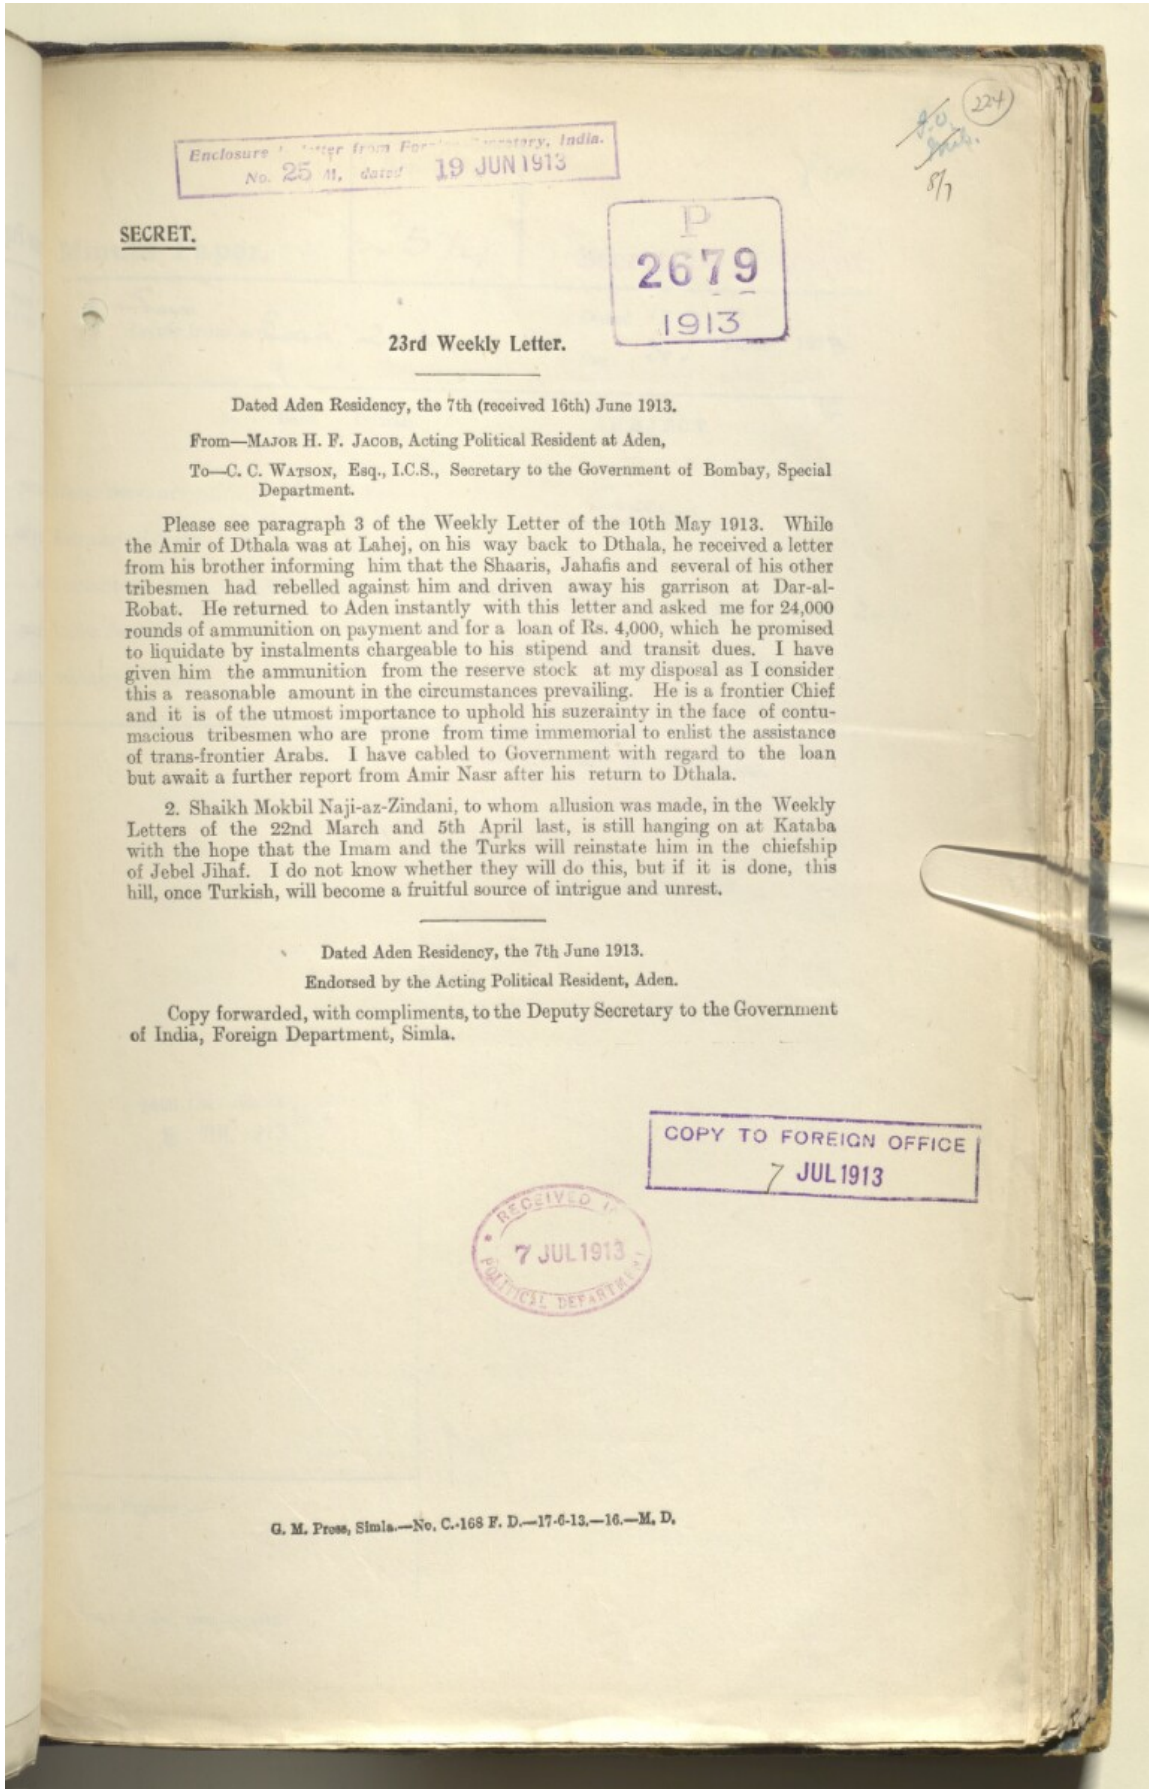 224
8/7
Enclosure letter from Foreign Secretary, India.
No. 25 M, dated 19 JUN 1913
SECRET.
P
2679
1913
23rd Weekly Letter.
Dated Aden Residency, the 7th (received 16th) June 1913.
From—MAJOR H. F. JACOB, Acting Political Resident at Aden,
To—C. C. WATSON, Esq., I.C.S., Secretary to the Government of Bombay, Special
Department.
Please see paragraph 3 of the Weekly Letter of the 10th May 1913. While
the Amir of Dthala was at Lahej, on his way back to Dthala, he received a letter
from his brother informing him that the Shaaris, Jahafis and several of his other
tribesmen had rebelled against him and driven away his garrison at Dar-al-
Robat. He returned to Aden instantly with this letter and asked me for 24,000
rounds of ammunition on payment and for a loan of Rs. 4,000, which he promised
to liquidate by instalments chargeable to his stipend and transit dues. I have
given him the ammunition from the reserve stock at my disposal as I consider
this a reasonable amount in the circumstances prevailing. He is a frontier Chief
and it is of the utmost importance to uphold his suzerainty in the face of contu-
macious tribesmen who are prone from time immemorial to enlist the assistance
of trans-frontier Arabs. I have cabled to Government with regard to the loan
but await a further report from Amir Nasr after his return to Dthala.
2. Shaikh Mokbil Naji-az-Zindani, to whom allusion was made, in the Weekly
Letters of the 22nd March and 5th April last, is still hanging on at Kataba
with the hope that the Imam and the Turks will reinstate him in the chiefship
of Jebel Jihaf. I do not know whether they will do this, but if it is done, this
hill, once Turkish, will become a fruitful source of intrigue and unrest.
Dated Aden Residency, the 7th June 1913.
Endorsed by the Acting Political Resident, Aden.
Copy forwarded, with compliments, to the Deputy Secretary to the Government
of India, Foreign Department, Simla.
COPY TO FOREIGN OFFICE
7 JUL 1913
RECEIVED IN
7 JUL 1913
POLITICAL DEPARTMENT
G. M. Press, Simla.—No. C.-168 F. D.—17-6-13.—16.—M. D.